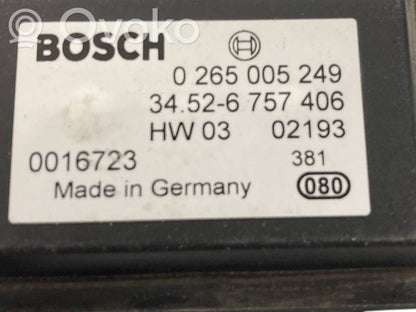 Ovoko
BOSCH
0 265 005 249
34.52-6 757 406
HW 03 02193
0016723 381
Made in Germany 080